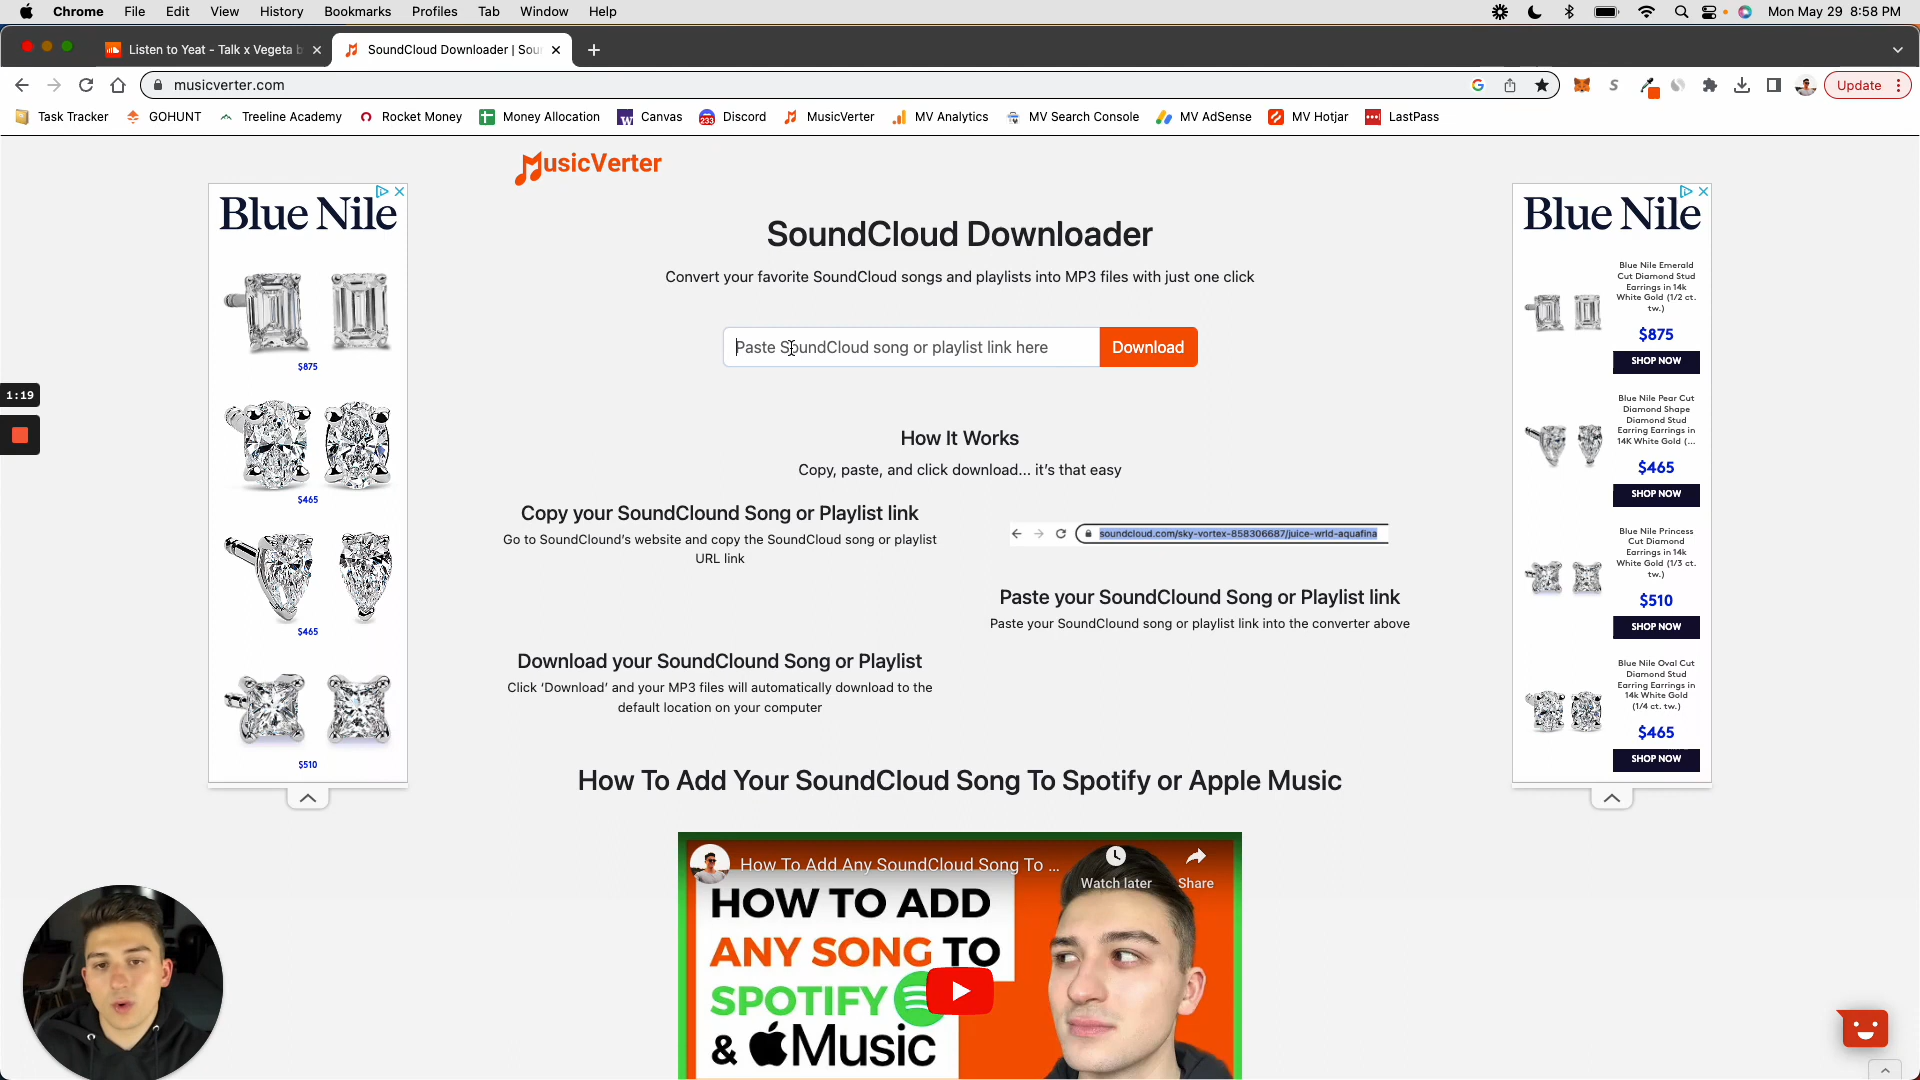 Chrome File Edit View History Bookmarks Profiles Tab Window Help
Mon May 29 8:58 PM
Listen to Yeat - Talk x Vegeta b
SoundCloud Downloader | Sou
musicverter.com
Update
Task Tracker GOHUNT Treeline Academy Rocket Money Money Allocation Canvas Discord MusicVerter MV Analytics MV Search Console MV AdSense MV Hotjar LastPass
usicVerter
SoundCloud Downloader
Convert your favorite SoundCloud songs and playlists into MP3 files with just one click
Paste SoundCloud song or playlist link here
Download
How It Works
Copy, paste, and click download... it's that easy
Copy your SoundClound Song or Playlist link
Go to SoundClound's website and copy the SoundCloud song or playlist
URL link
soundcloud.com/sky-vortex-858306687/juice-wrld-aquafina
Paste your SoundClound Song or Playlist link
Paste your SoundClound song or playlist link into the converter above
Download your SoundClound Song or Playlist
Click 'Download' and your MP3 files will automatically download to the
default location on your computer
How To Add Your SoundCloud Song To Spotify or Apple Music
How To Add Any SoundCloud Song To ...
Watch later
Share
HOW TO ADD
ANY SONG TO
SPOTIFY
& Music
1:19
Blue Nile
$875
$465
$465
$510
Blue Nile
Blue Nile Emerald
Cut Diamond Stud
Earrings in 14k
White Gold (1/2 ct.
tw.)
$875
SHOP NOW
Blue Nile Pear Cut
Diamond Shape
Diamond Stud
Earring Earrings in
14K White Gold (...
$465
SHOP NOW
Blue Nile Princess
Cut Diamond
Earrings in 14k
White Gold (1/3 ct.
tw.)
$510
SHOP NOW
Blue Nile Oval Cut
Diamond Stud
Earring Earrings in
14k White Gold
(1/4 ct. tw.)
$465
SHOP NOW